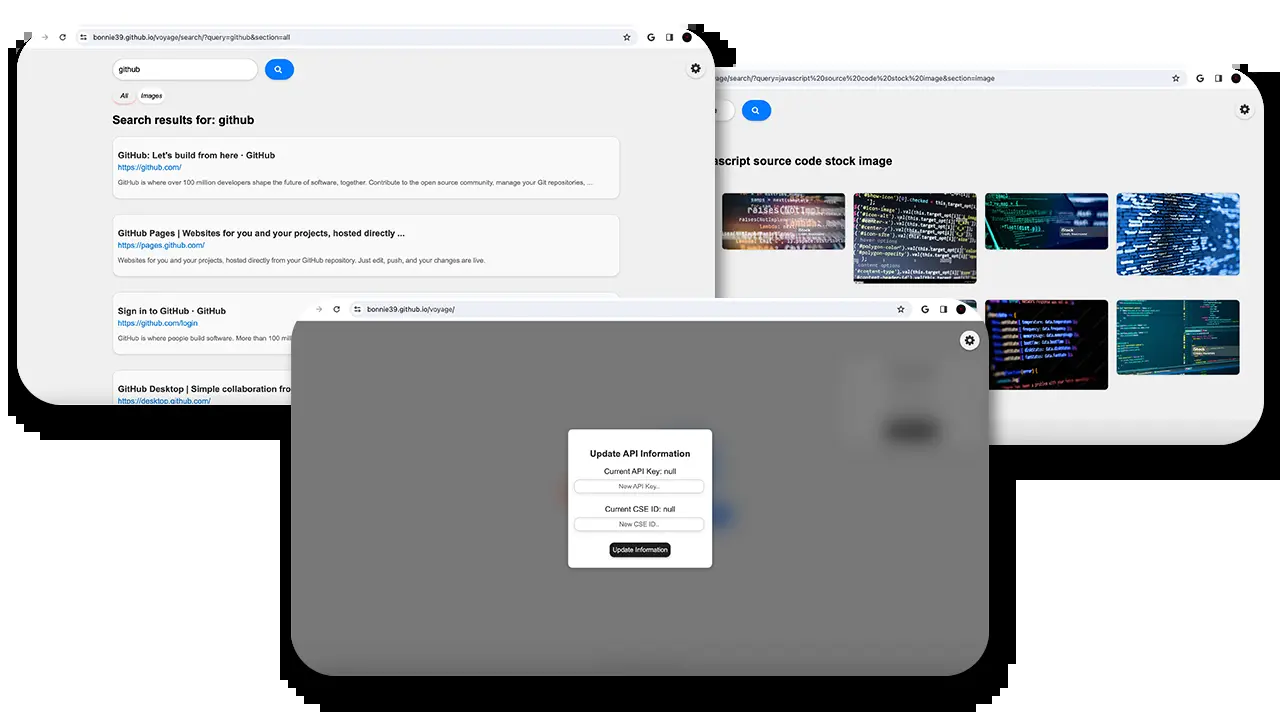 bonnie39.github.io/voyage/search/?query=github&section=all
github
All Images
Search results for: github
GitHub: Let's build from here · GitHub
https://github.com/
GitHub is where over 100 million developers shape the future of software, together. Contribute to the open source community, manage your Git repositories, ...
GitHub Pages | Websites for you and your projects, hosted directly ...
https://pages.github.com/
Websites for you and your projects, hosted directly from your GitHub repository. Just edit, push, and your changes are live.
Sign in to GitHub · GitHub
https://github.com/login
GitHub is where people build software. More than 100 mil
GitHub Desktop | Simple collaboration fro
https://desktop.github.com/
age/search/?query=javascript%20source%20code%20stock%20image&section=image
ascript source code stock image
raises(NotImple
iStock
iStock
iStock
bonnie39.github.io/voyage/
Update API Information
Current API Key: null
New API Key..
Current CSE ID: null
New CSE ID..
Update Information